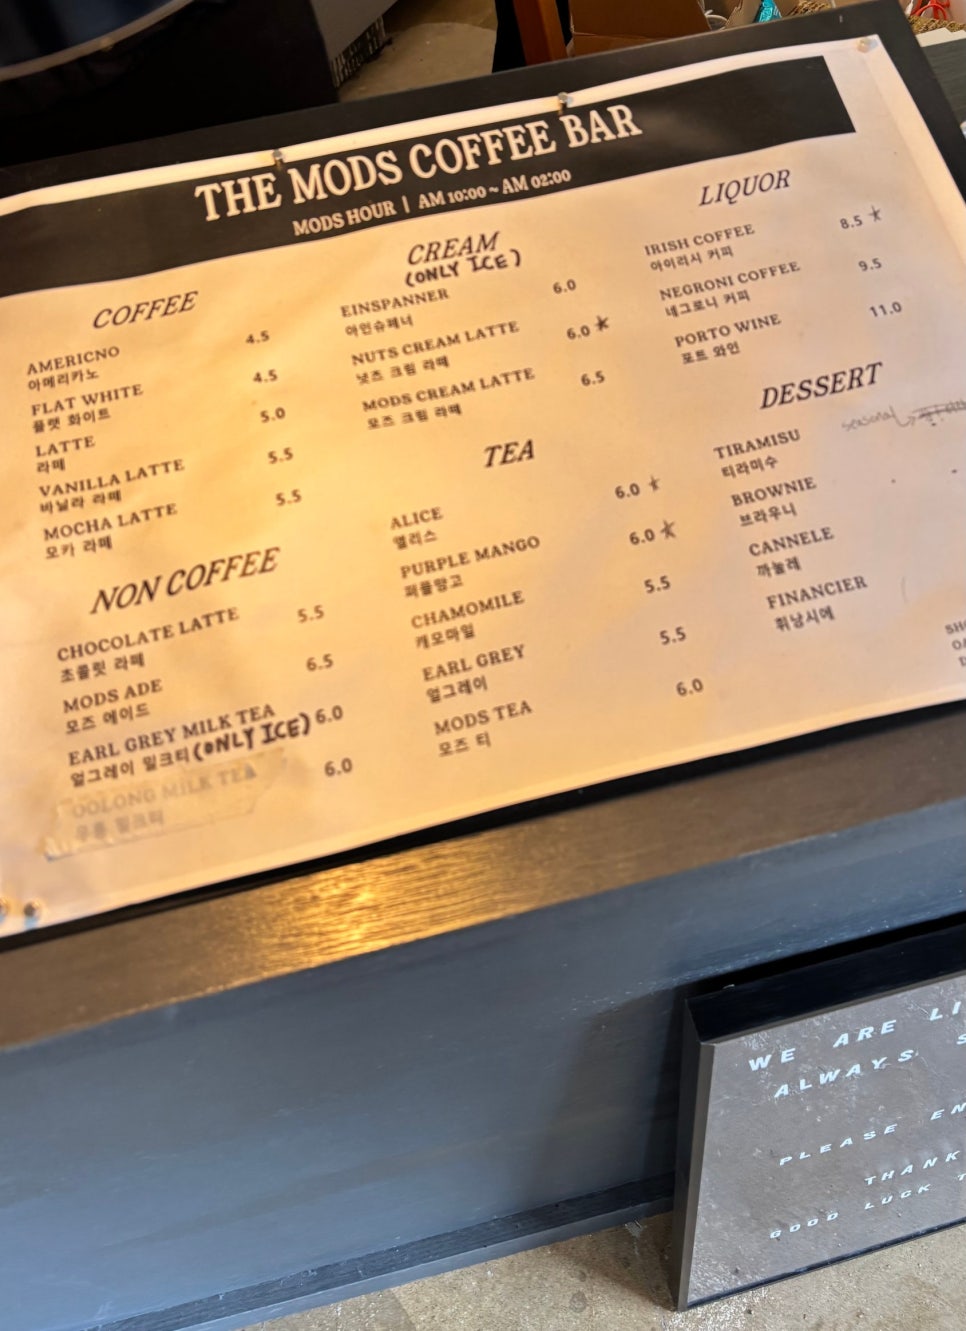 THE MODS COFFEE BAR
MODS HOUR | AM 10:00 ~ AM 02:00
COFFEE
AMERICNO 4.5
아메리카노
FLAT WHITE 4.5
플랫 화이트
LATTE 5.0
라떼
VANILLA LATTE 5.5
바닐라 라떼
MOCHA LATTE 5.5
모카 라떼
NON COFFEE
CHOCOLATE LATTE 5.5
초콜릿 라떼
MODS ADE 6.5
모즈 에이드
EARL GREY MILK TEA 6.0
얼그레이 밀크티 (ONLY ICE)
OOLONG MILK TEA 6.0
우롱 밀크티
CREAM
(ONLY ICE)
EINSPANNER 6.0
아인슈페너
NUTS CREAM LATTE 6.0
넛즈 크림 라떼
MODS CREAM LATTE 6.5
모즈 크림 라떼
TEA
ALICE 6.0
앨리스
PURPLE MANGO 6.0
퍼플망고
CHAMOMILE 5.5
캐모마일
EARL GREY 5.5
얼그레이
MODS TEA 6.0
모즈 티
LIQUOR
IRISH COFFEE 8.5
아이리시 커피
NEGRONI COFFEE 9.5
네그로니 커피
PORTO WINE 11.0
포트 와인
DESSERT
seasonal
TIRAMISU
티라미수
BROWNIE
브라우니
CANNELE
까눌레
FINANCIER
휘낭시에
WE ARE LI
ALWAYS S
PLEASE EN
THANK
GOOD LUCK T